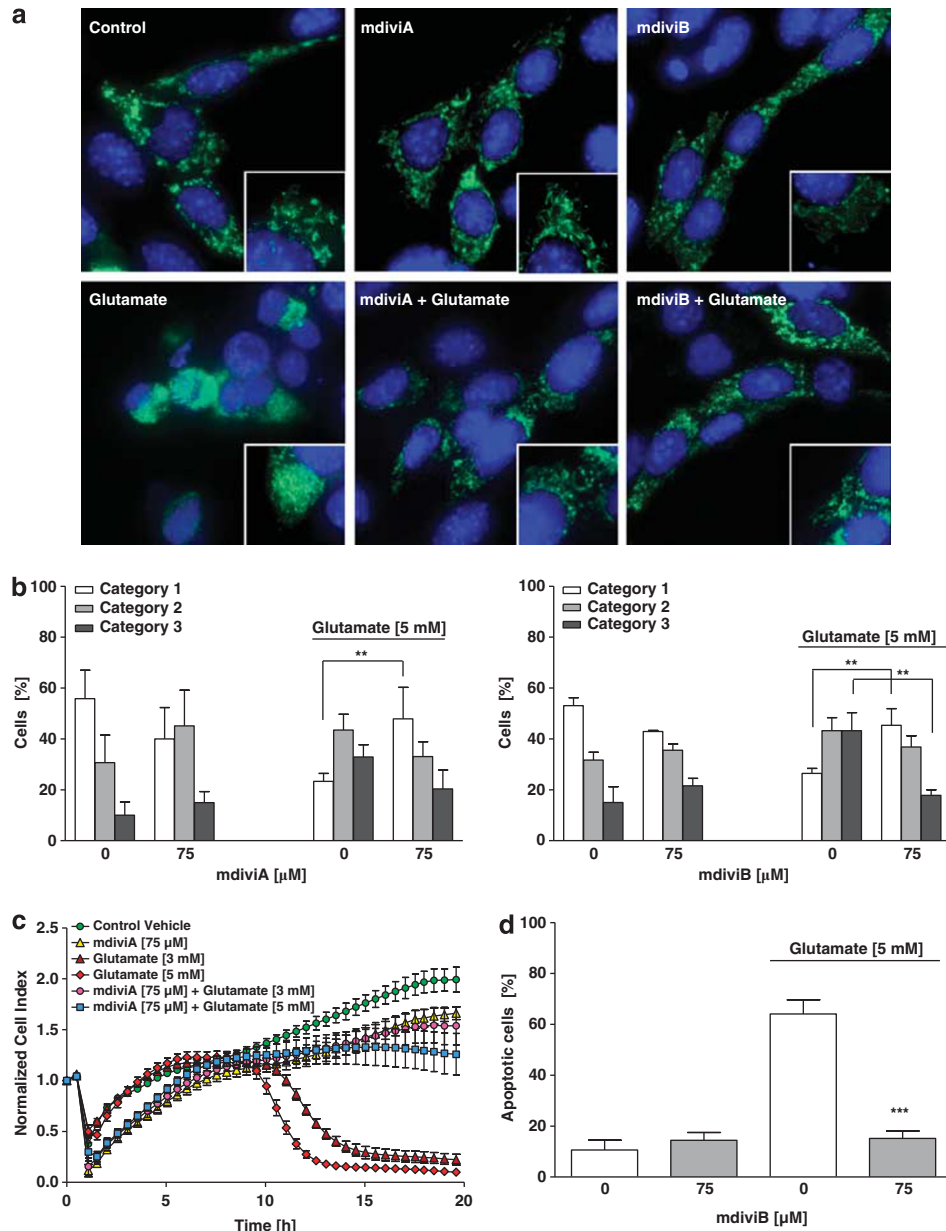 a
Control
mdiviA
mdiviB
Glutamate
mdiviA + Glutamate
mdiviB + Glutamate
b
100
80
60
40
20
0
Cells [%]
Category 1
Category 2
Category 3
Glutamate [5 mM]
**
0
75
0
75
mdiviA [µM]
100
80
60
40
20
0
Cells [%]
Category 1
Category 2
Category 3
Glutamate [5 mM]
**
**
0
75
0
75
mdiviB [µM]
c
2.5
2.0
1.5
1.0
0.5
0.0
Normalized Cell Index
Control Vehicle
mdiviA [75 µM]
Glutamate [3 mM]
Glutamate [5 mM]
mdiviA [75 µM] + Glutamate [3 mM]
mdiviA [75 µM] + Glutamate [5 mM]
0
5
10
15
20
Time [h]
d
100
80
60
40
20
0
Apoptotic cells [%]
Glutamate [5 mM]
***
0
75
0
75
mdiviB [µM]